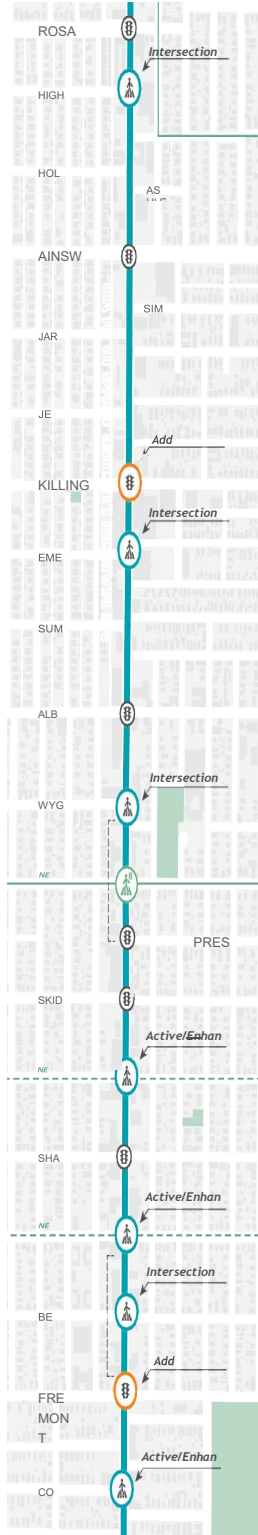 ROSA
Intersection
HIGH
HOL
AS
AINSW
SIM
JAR
JE
Add
KILLING
Intersection
EME
SUM
ALB
Intersection
WYG
NE
PRES
SKID
Active/Enhan
NE
SHA
Active/Enhan
NE
Intersection
BE
Add
FRE
MON
T
Active/Enhan
CO